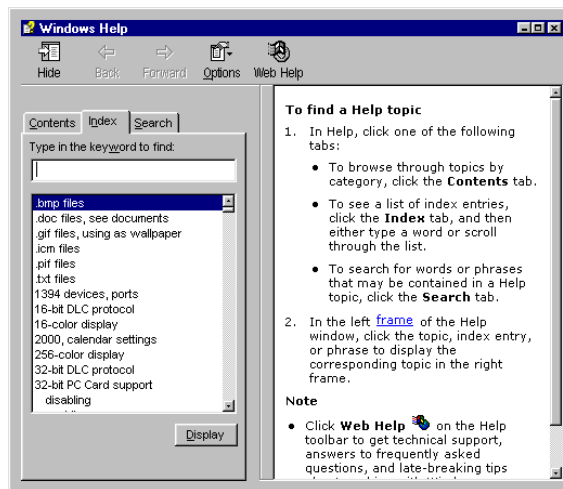 Windows Help
Hide Back Forward Options Web Help
Contents Index Search
Type in the keyword to find:
.bmp files
.doc files, see documents
.gif files, using as wallpaper
.icm files
.pif files
.txt files
1394 devices, ports
16-bit DLC protocol
16-color display
2000, calendar settings
256-color display
32-bit DLC protocol
32-bit PC Card support
disabling
Display
To find a Help topic
1. In Help, click one of the following
tabs:
• To browse through topics by
category, click the Contents tab.
• To see a list of index entries,
click the Index tab, and then
either type a word or scroll
through the list.
• To search for words or phrases
that may be contained in a Help
topic, click the Search tab.
2. In the left frame of the Help
window, click the topic, index entry,
or phrase to display the
corresponding topic in the right
frame.
Note
• Click Web Help on the Help
toolbar to get technical support,
answers to frequently asked
questions, and late-breaking tips